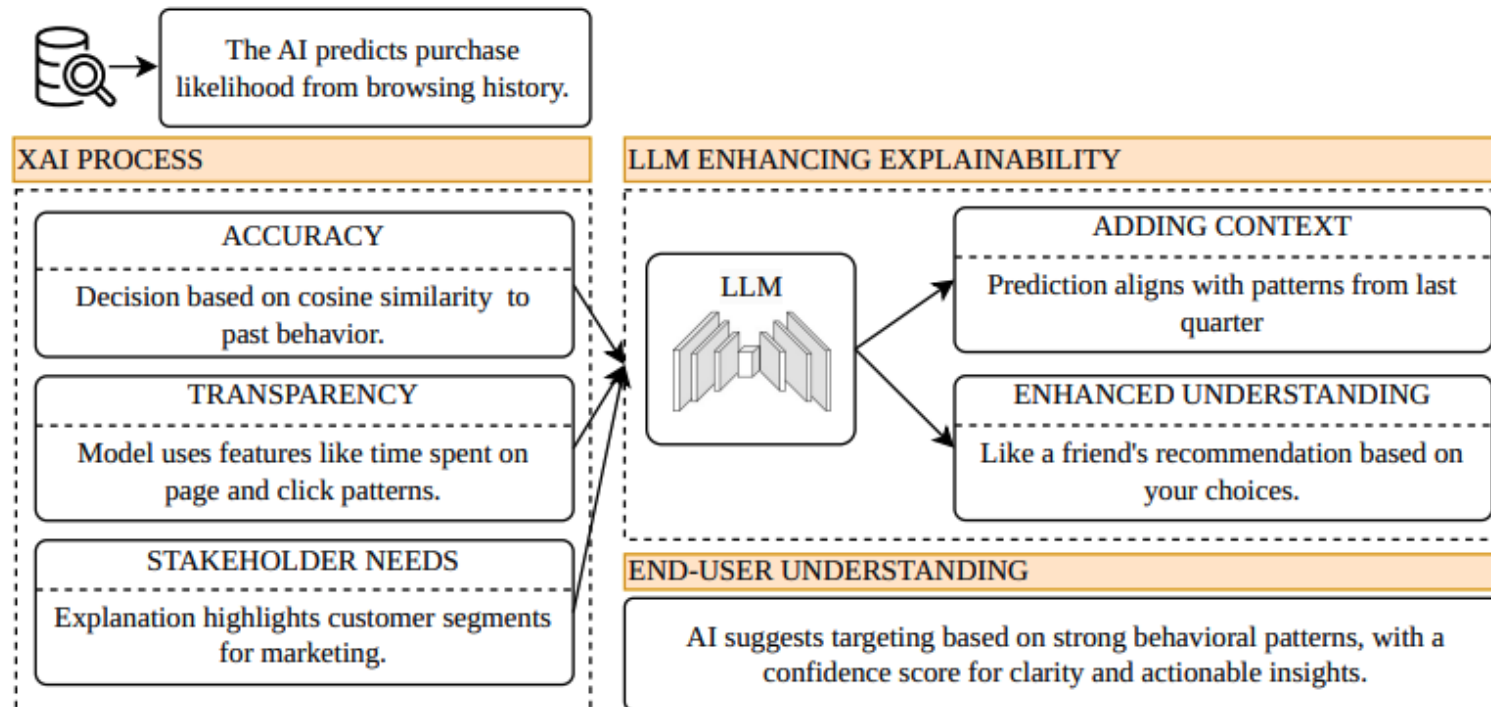 The AI predicts purchase
likelihood from browsing history.
XAI PROCESS
ACCURACY
Decision based on cosine similarity to
past behavior.
TRANSPARENCY
Model uses features like time spent on
page and click patterns.
STAKEHOLDER NEEDS
Explanation highlights customer segments
for marketing.
LLM ENHANCING EXPLAINABILITY
LLM
ADDING CONTEXT
Prediction aligns with patterns from last
quarter
ENHANCED UNDERSTANDING
Like a friend's recommendation based on
your choices.
END-USER UNDERSTANDING
AI suggests targeting based on strong behavioral patterns, with a
confidence score for clarity and actionable insights.